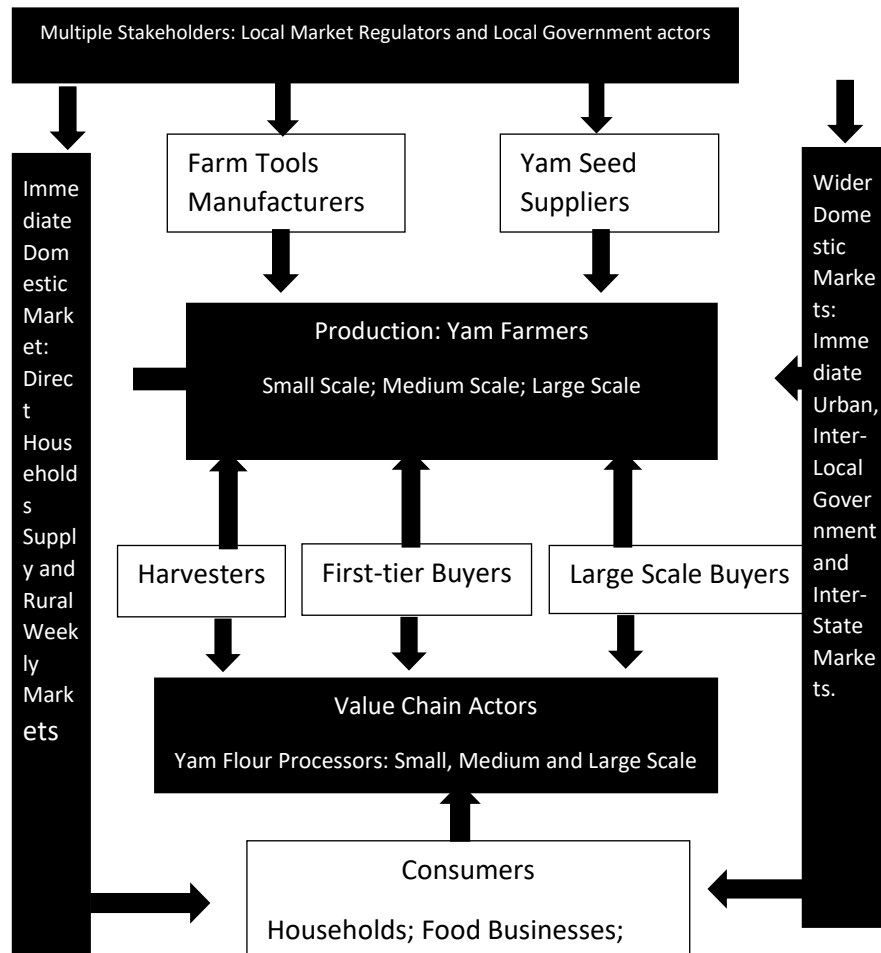 Multiple Stakeholders: Local Market Regulators and Local Government actors
Farm Tools
Manufacturers
Yam Seed
Suppliers
Imme
diate
Dom
estic
Mark
et:
Direc
t
Hous
ehold
s
Suppl
y and
Rural
Week
ly
Mark
ets
Wider
Dome
stic
Marke
ts:
Imme
diate
Urban,
Inter-
Local
Gover
nment
and
Inter-
State
Marke
ts.
Production: Yam Farmers
Small Scale; Medium Scale; Large Scale
Harvesters
First-tier Buyers
Large Scale Buyers
Value Chain Actors
Yam Flour Processors: Small, Medium and Large Scale
Consumers
Households; Food Businesses;